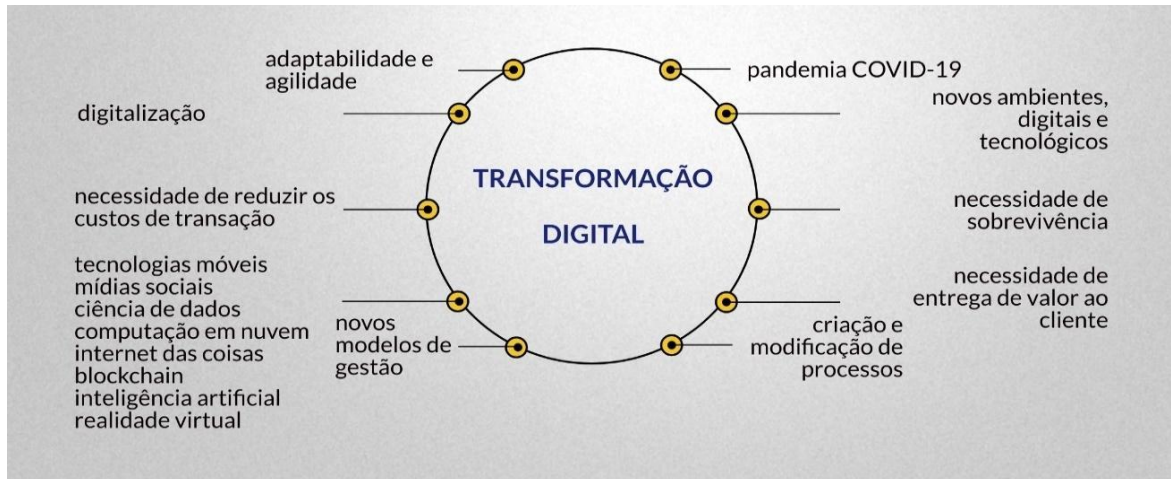 adaptabilidade e
agilidade
digitalização
necessidade de reduzir os
custos de transação
tecnologias móveis
mídias sociais
ciência de dados
computação em nuvem
internet das coisas
blockchain
inteligência artificial
realidade virtual
novos
modelos de
gestão
TRANSFORMAÇÃO
DIGITAL
pandemia COVID-19
novos ambientes,
digitais e
tecnológicos
necessidade de
sobrevivência
necessidade de
entrega de valor ao
cliente
criação e
modificação de
processos